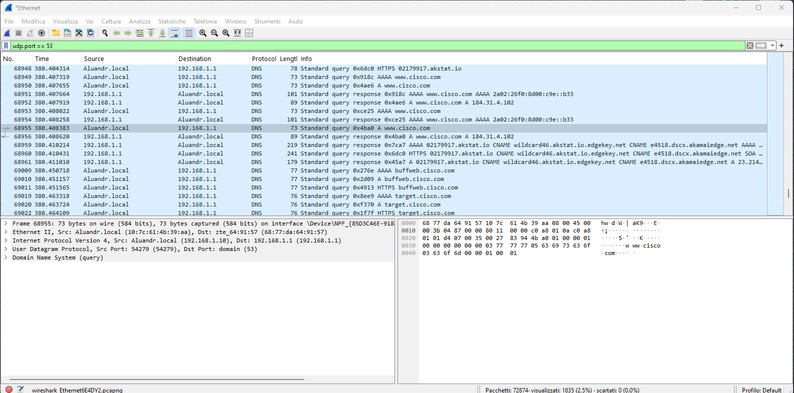 *Ethernet
File Modifica Visualizza Vai Cattura Analizza Statistiche Telefonia Wireless Strumenti Aiuto
udp.port == 53
No. Time Source Destination Protocol Lengtl Info
68948 380.404314 Aluandr.local 192.168.1.1 DNS 78 Standard query 0x6dc0 HTTPS 02179917.akstat.io
68949 380.407319 Aluandr.local 192.168.1.1 DNS 73 Standard query 0x918c AAAA www.cisco.com
68950 380.407655 Aluandr.local 192.168.1.1 DNS 73 Standard query 0x4ae6 A www.cisco.com
68951 380.407664 Aluandr.local 192.168.1.1 DNS 101 Standard query response 0x918c AAAA www.cisco.com AAAA 2a02:26f0:8d00:c9e::b33
68952 380.407919 Aluandr.local 192.168.1.1 DNS 89 Standard query response 0x4ae6 A www.cisco.com A 184.31.4.102
68953 380.408022 Aluandr.local 192.168.1.1 DNS 73 Standard query 0xce25 AAAA www.cisco.com
68954 380.408258 Aluandr.local 192.168.1.1 DNS 101 Standard query response 0xce25 AAAA www.cisco.com AAAA 2a02:26f0:8d00:c9e::b33
68955 380.408383 Aluandr.local 192.168.1.1 DNS 73 Standard query 0x4ba0 A www.cisco.com
68956 380.408620 Aluandr.local 192.168.1.1 DNS 89 Standard query response 0x4ba0 A www.cisco.com A 184.31.4.102
68959 380.410214 Aluandr.local 192.168.1.1 DNS 219 Standard query response 0x7ca7 AAAA 02179917.akstat.io CNAME wildcard46.akstat.io.edgekey.net CNAME e4518.dscx.akamaiedge.net AAAA …
68960 380.410431 Aluandr.local 192.168.1.1 DNS 241 Standard query response 0x6dc0 HTTPS 02179917.akstat.io CNAME wildcard46.akstat.io.edgekey.net CNAME e4518.dscx.akamaiedge.net SOA …
68961 380.411010 Aluandr.local 192.168.1.1 DNS 179 Standard query response 0x45a7 A 02179917.akstat.io CNAME wildcard46.akstat.io.edgekey.net CNAME e4518.dscx.akamaiedge.net A 23.214…
69009 380.450718 Aluandr.local 192.168.1.1 DNS 77 Standard query 0x276e AAAA buffweb.cisco.com
69010 380.451157 Aluandr.local 192.168.1.1 DNS 77 Standard query 0x2d09 A buffweb.cisco.com
69011 380.451565 Aluandr.local 192.168.1.1 DNS 77 Standard query 0x4913 HTTPS buffweb.cisco.com
69019 380.463318 Aluandr.local 192.168.1.1 DNS 76 Standard query 0x8ee9 AAAA target.cisco.com
69020 380.463724 Aluandr.local 192.168.1.1 DNS 76 Standard query 0xf370 A target.cisco.com
69022 380.464109 Aluandr.local 192.168.1.1 DNS 76 Standard query 0x1f7f HTTPS target.cisco.com
Frame 68955: 73 bytes on wire (584 bits), 73 bytes captured (584 bits) on interface \Device\NPF_{85D3C46E-918
Ethernet II, Src: Aluandr.local (10:7c:61:4b:39:aa), Dst: zte_64:91:57 (68:77:da:64:91:57)
Internet Protocol Version 4, Src: Aluandr.local (192.168.1.10), Dst: 192.168.1.1 (192.168.1.1)
User Datagram Protocol, Src Port: 54279 (54279), Dst Port: domain (53)
Domain Name System (query)
0000 68 77 da 64 91 57 10 7c 61 4b 39 aa 08 00 45 00 hw·d·W·| aK9···E·
0010 00 3b 04 87 00 00 80 11 00 00 c0 a8 01 0a c0 a8
0020 01 01 d4 07 00 35 00 27 83 94 4b a0 01 00 00 01
0030 00 00 00 00 00 00 03 77 77 77 05 63 69 73 63 6f ·······w ww·cisco
0040 03 63 6f 6d 00 00 01 00 01 ·com·····
wireshark_Ethernet6E4DY2.pcapng
Pacchetti: 72874· visualizzati: 1835 (2.5%) · scartati: 0 (0.0%)
Profilo: Default